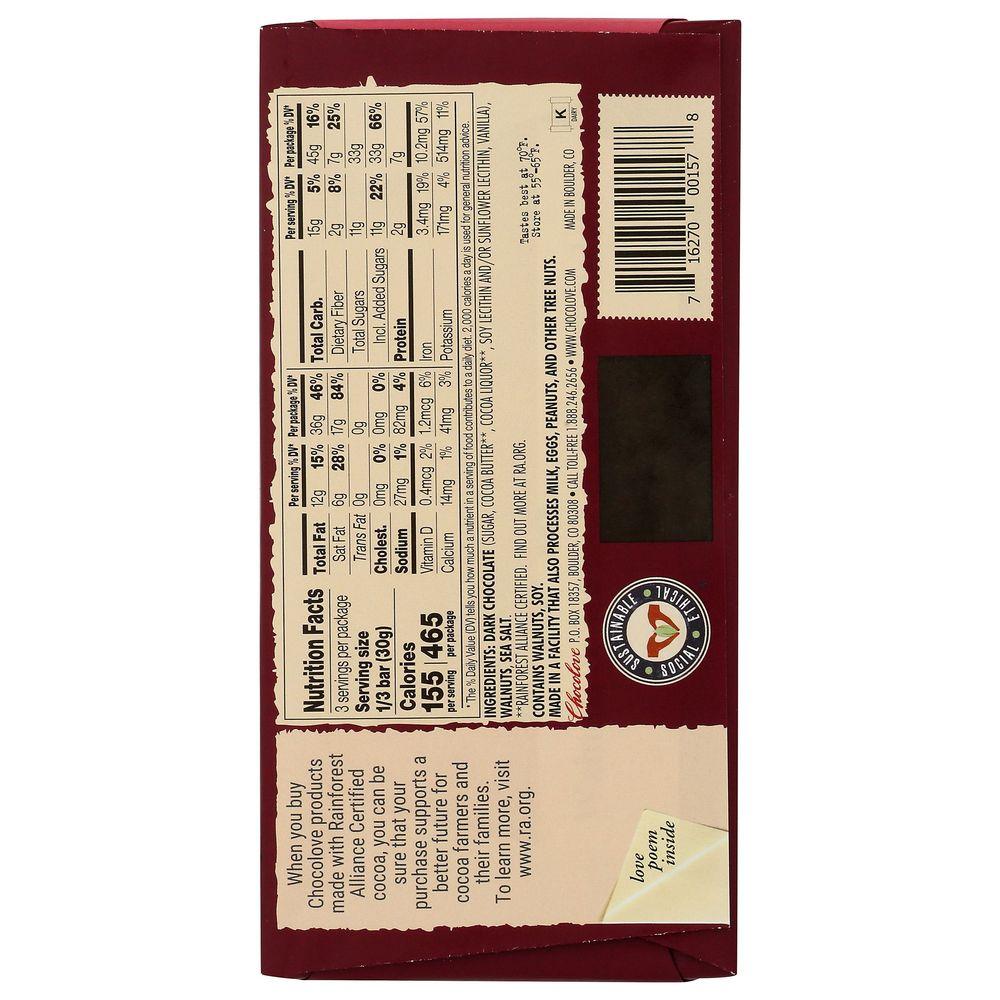 When you buy
Chocolove products
made with Rainforest
Alliance Certified
cocoa, you can be
sure that your
purchase supports a
better future for
cocoa farmers and
their families.
To learn more, visit
www.ra.org.
love
poem
inside
Nutrition Facts
3 servings per package
Serving size
1/3 bar (30g)
Calories
155 | 465
per serving per package
Per serving % DV* Per package % DV*
Total Fat 12g 15% 36g 46%
Sat Fat 6g 28% 17g 84%
Trans Fat 0g 0g
Cholest. 0mg 0% 0mg 0%
Sodium 27mg 1% 82mg 4%
Vitamin D 0.4mcg 2% 1.2mcg 6%
Calcium 14mg 1% 41mg 3%
Per serving % DV* Per package % DV*
Total Carb. 15g 5% 45g 16%
Dietary Fiber 2g 8% 7g 25%
Total Sugars 11g 33g
Incl. Added Sugars 11g 22% 33g 66%
Protein 2g 7g
Iron 3.4mg 19% 10.2mg 57%
Potassium 171mg 4% 514mg 11%
*The % Daily Value (DV) tells you how much a nutrient in a serving of food contributes to a daily diet. 2,000 calories a day is used for general nutrition advice.
INGREDIENTS: DARK CHOCOLATE (SUGAR, COCOA BUTTER**, COCOA LIQUOR**, SOY LECITHIN AND/OR SUNFLOWER LECITHIN, VANILLA),
WALNUTS, SEA SALT.
**RAINFOREST ALLIANCE CERTIFIED. FIND OUT MORE AT RA.ORG.
CONTAINS WALNUTS, SOY.
MADE IN A FACILITY THAT ALSO PROCESSES MILK, EGGS, PEANUTS, AND OTHER TREE NUTS.
Tastes best at 70°F.
Store at 55°-65°F.
K
DAIRY
Chocolove P.O. BOX 18357, BOULDER, CO 80308 • CALL TOLL-FREE 1.888.246.2656 • WWW.CHOCOLOVE.COM
MADE IN BOULDER, CO
SOCIAL • SUSTAINABLE • ETHICAL •
7 16270 00157 8